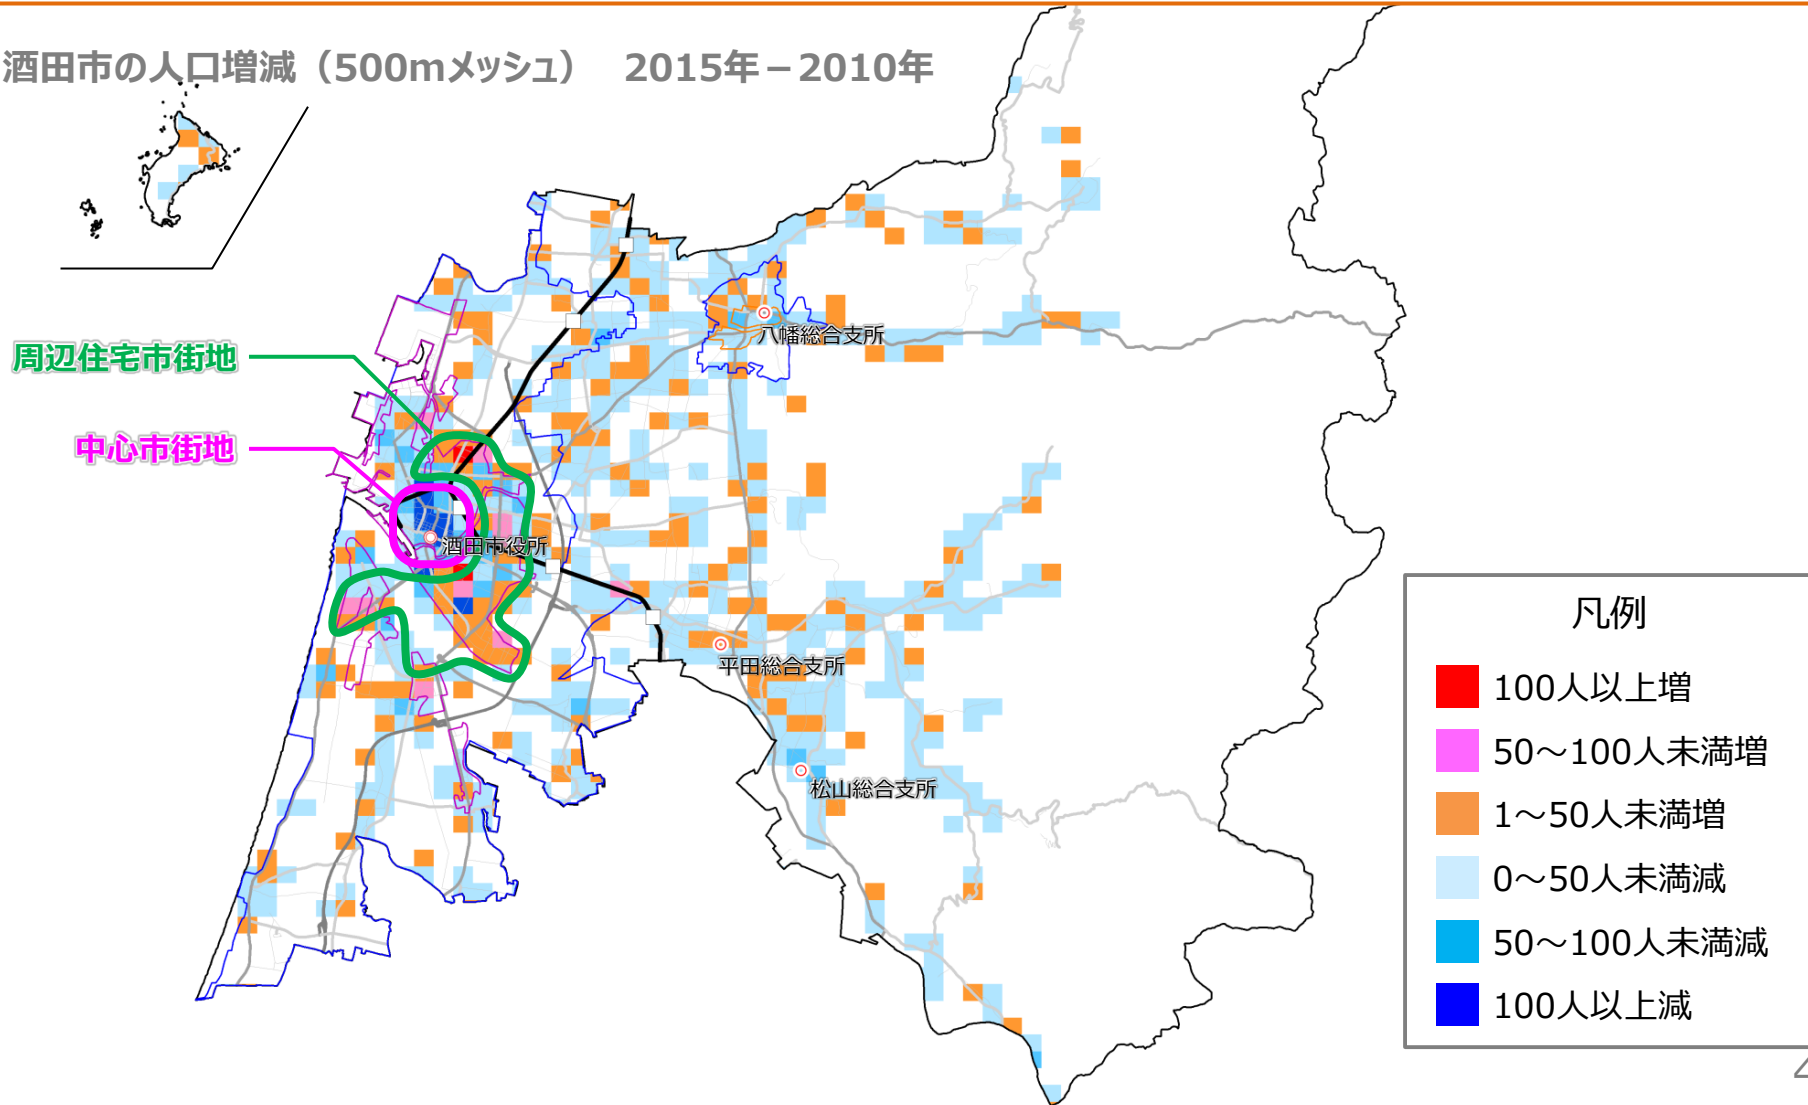 酒田市の人口増減（500mメッシュ）　2015年－2010年
周辺住宅市街地
中心市街地
八幡総合支所
酒田市役所
平田総合支所
松山総合支所
凡例
100人以上増
50～100人未満増
1～50人未満増
0～50人未満減
50～100人未満減
100人以上減